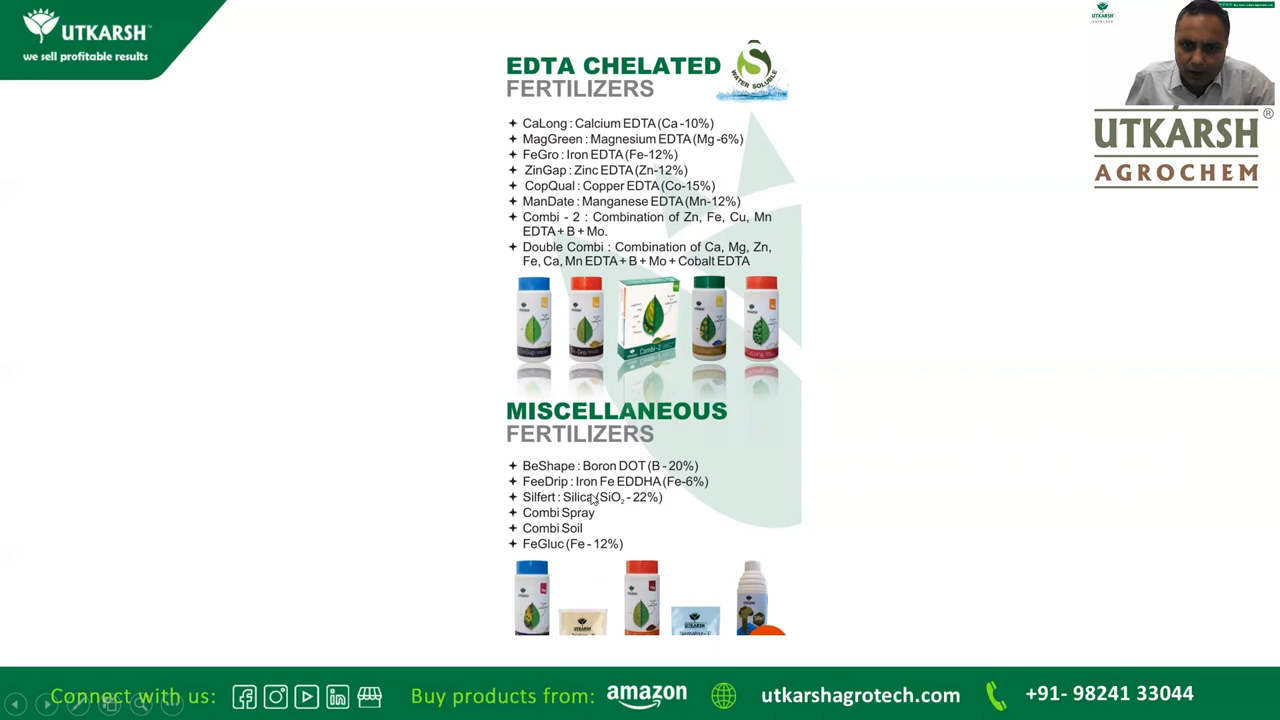 UTKARSH
we sell profitable results
UTKARSH
UTKARSH®
AGROCHEM
EDTA CHELATED
FERTILIZERS
WATER SOLUBLE
CaLong : Calcium EDTA (Ca -10%)
MagGreen : Magnesium EDTA (Mg -6%)
FeGro : Iron EDTA (Fe-12%)
ZinGap : Zinc EDTA (Zn-12%)
CopQual : Copper EDTA (Co-15%)
ManDate : Manganese EDTA (Mn-12%)
Combi - 2 : Combination of Zn, Fe, Cu, Mn
EDTA + B + Mo.
Double Combi : Combination of Ca, Mg, Zn,
Fe, Ca, Mn EDTA + B + Mo + Cobalt EDTA
Combi-2
MISCELLANEOUS
FERTILIZERS
BeShape : Boron DOT (B - 20%)
FeeDrip : Iron Fe EDDHA (Fe-6%)
Silfert : Silica (SiO₂ - 22%)
Combi Spray
Combi Soil
FeGluc (Fe - 12%)
UTKARSH
UTKARSH
Connect with us:
Buy products from: amazon
utkarshagrotech.com
+91- 98241 33044